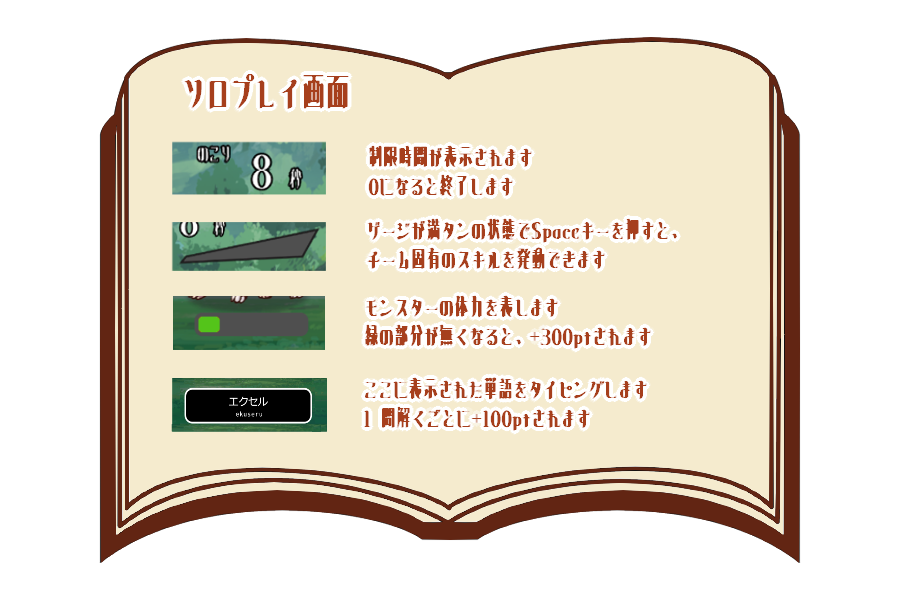 ソロプレイ画面
のこり
8 秒
制限時間が表示されます
0になると終了します
秒
ゲージが満タンの状態でSpaceキーを押すと、
チーム固有のスキルを発動できます
モンスターの体力を表します
緑の部分が無くなると、+300ptされます
エクセル
ekuseru
ここに表示された単語をタイピングします
1 問解くごとに+100ptされます